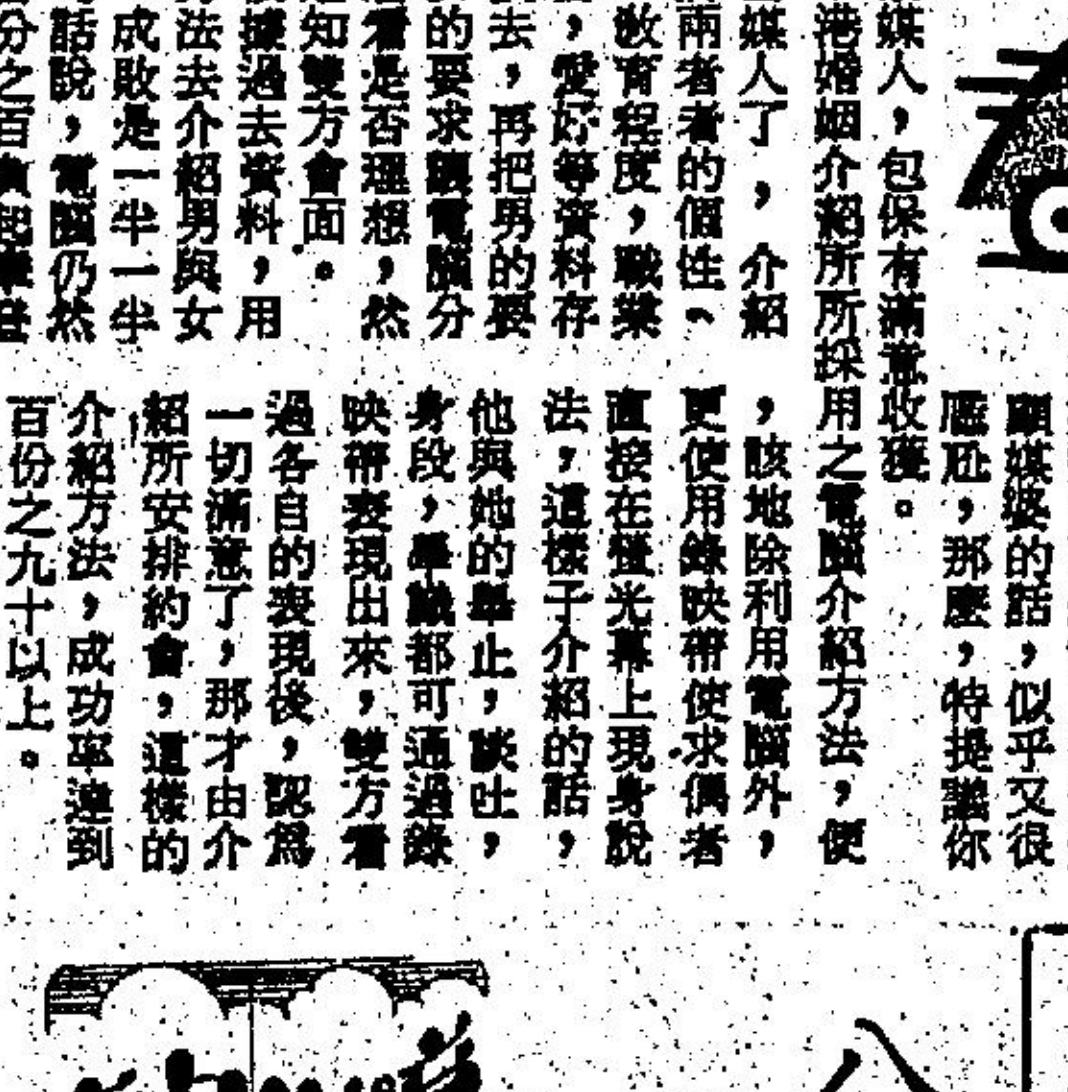 願媒婆的話，似乎又很
尷尬，那麽，特提議你
媒人，包保有滿意收穫。
港婚姻介紹所所採用之電腦介紹方法，便
媒人了，介紹
兩者者的個性、
教育程度，職業
，愛好等資料存
去，再把男的要
的要求讓電腦分
看是否理想，然
知雙方會面。
據過去資料，用
法去介紹男與女
成敗是一半一半
話說，電腦仍然
分之百
，該地除利用電腦外，
更使用錄映帶使求偶者
直接在螢光幕上現身說
法，這樣子介紹的話，
他與她的舉止，談吐，
身段，學識都可通過錄
映帶表現出來，雙方看
過各自的表現後，認爲
一切滿意了，那才由介
紹所安排約會，這樣的
介紹方法，成功率達到
百份之九十以上。